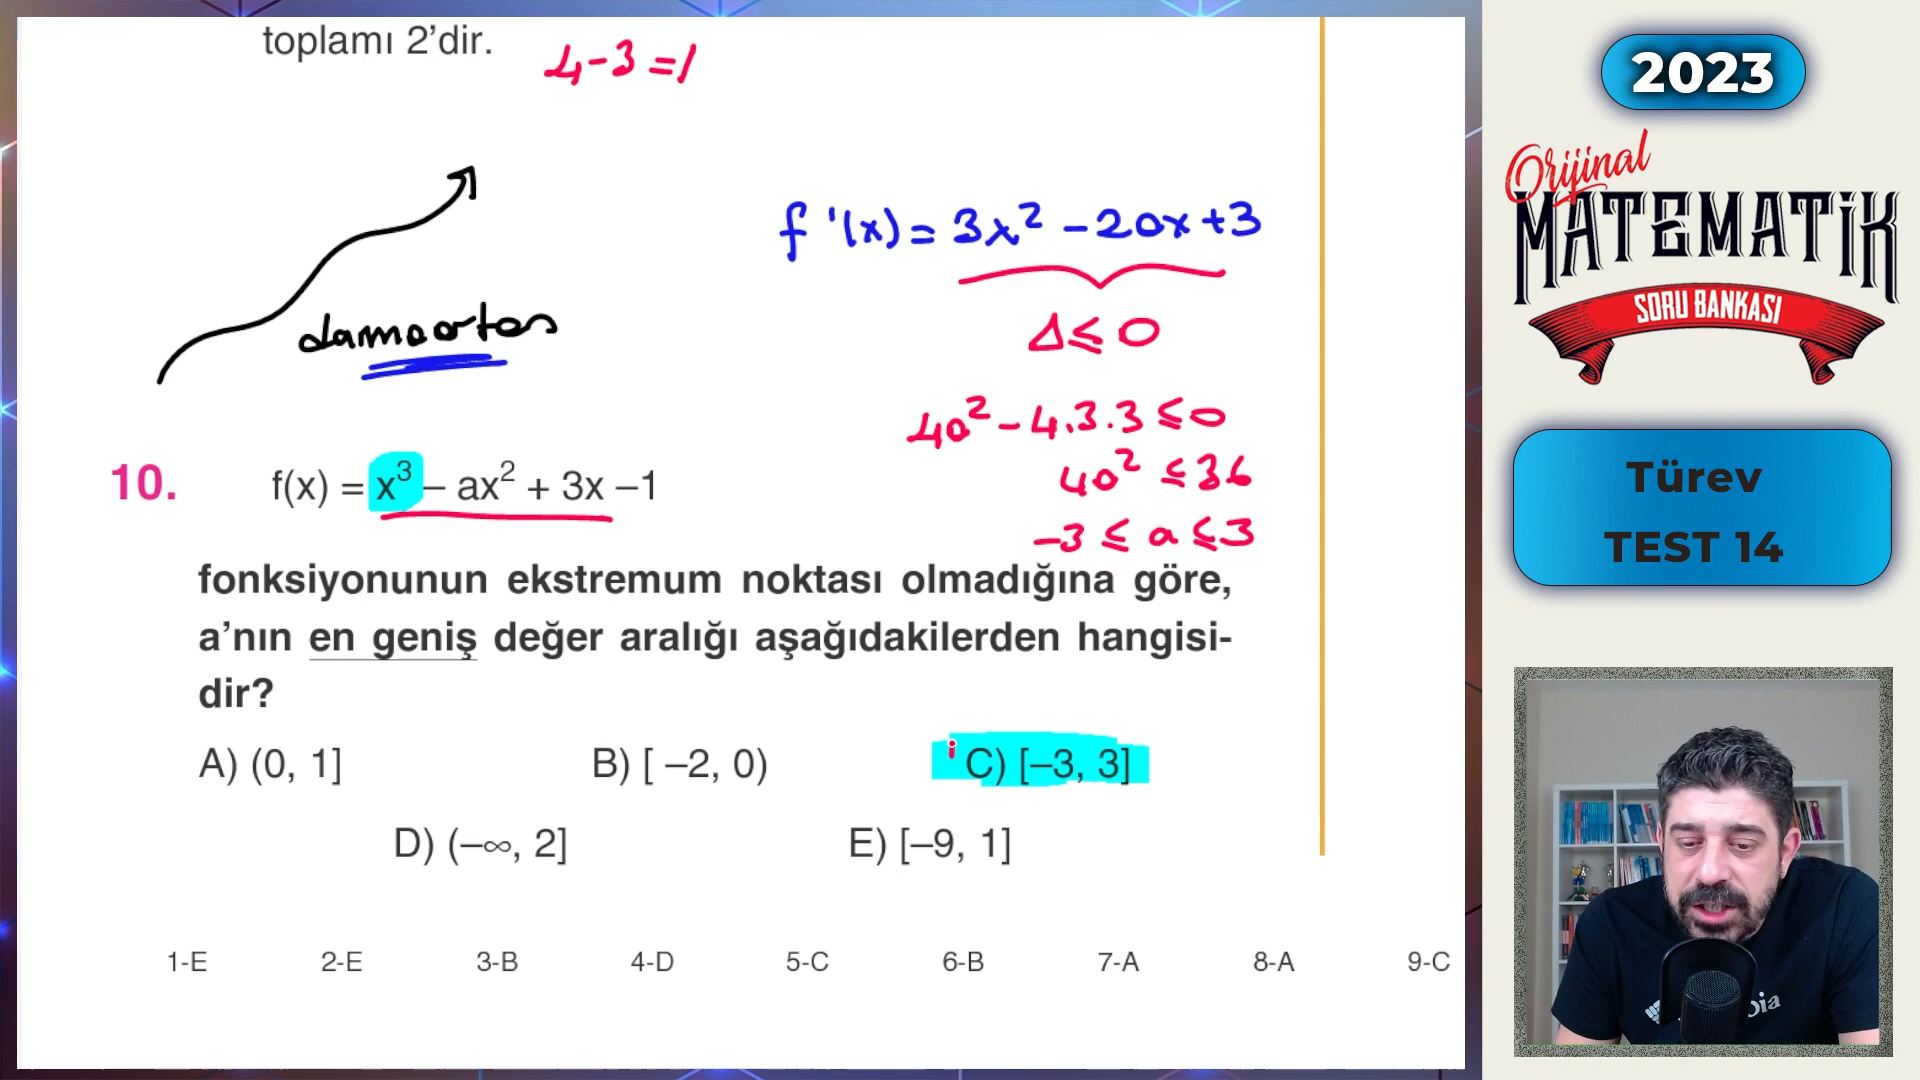 toplamı 2’dir.
4-3=1
daima artan
f'(x)=3x²-2ax+3
Δ≤0
4a²-4.3.3≤0
4a²≤36
-3≤a≤3
10. f(x) = x³ – ax² + 3x –1
fonksiyonunun ekstremum noktası olmadığına göre,
a’nın en geniş değer aralığı aşağıdakilerden hangisi-
dir?
A) (0, 1] B) [ –2, 0) C) [–3, 3]
D) (–∞, 2] E) [–9, 1]
1-E 2-E 3-B 4-D 5-C 6-B 7-A 8-A 9-C
2023
Orijinal
MATEMATİK
SORU BANKASI
Türev
TEST 14